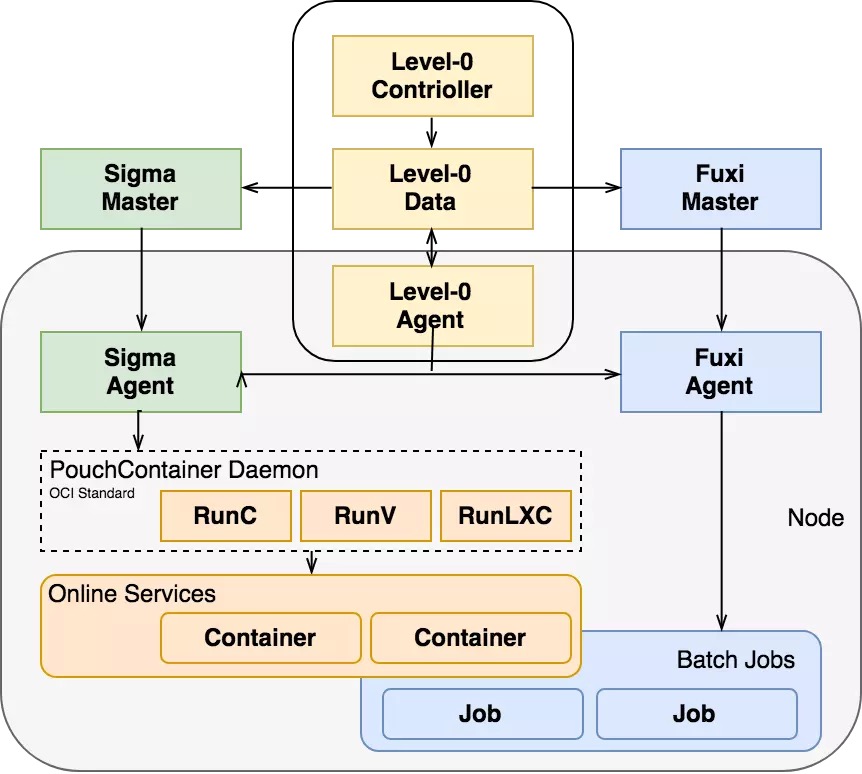 Level-0
Contrioller
Sigma
Master
Level-0
Data
Fuxi
Master
Level-0
Agent
Sigma
Agent
Fuxi
Agent
PouchContainer Daemon
OCI Standard
RunC
RunV
RunLXC
Node
Online Services
Container
Container
Batch Jobs
Job
Job